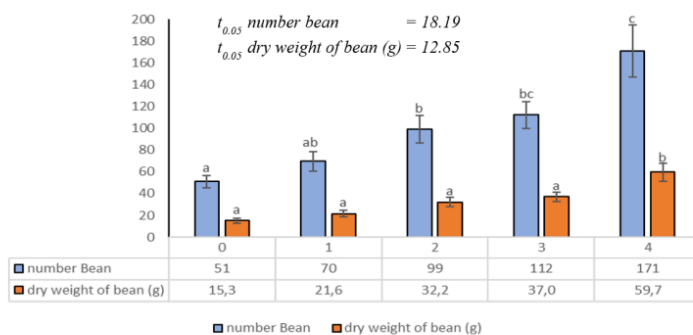 t0.05 number bean = 18.19
t0.05 dry weight of bean (g) = 12.85
200
180
160
140
120
100
80
60
40
20
0
a
a
ab
a
b
a
bc
a
c
b
0 1 2 3 4
number Bean 51 70 99 112 171
dry weight of bean (g) 15,3 21,6 32,2 37,0 59,7
number Bean dry weight of bean (g)